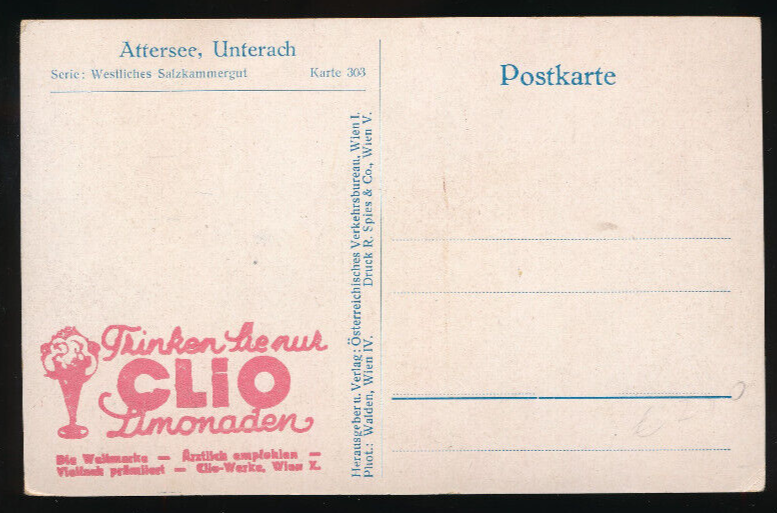 Attersee, Unterach
Serie: Westliches Salzkammergut Karte 303
Postkarte
Herausgeber u. Verlag: Österreichisches Verkehrsbureau, Wien I.
Phot.: Walden, Wien IV. Druck R. Spies & Co., Wien V.
Trinken Sie nur
CLIO
Limonaden
Die Weltmarke — Ärztlich empfohlen —
Vielfach prämiiert — Clio-Werke, Wien X.